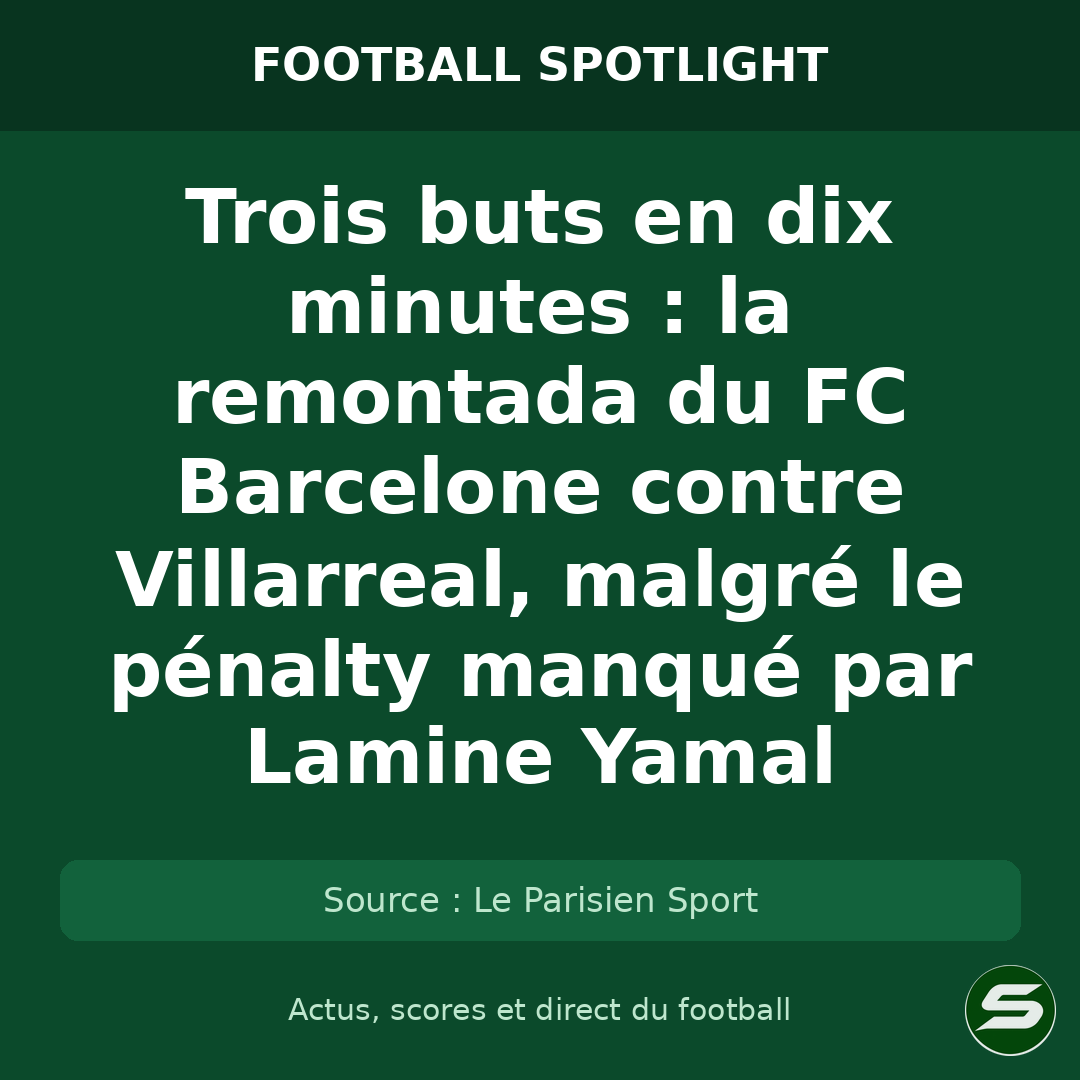 FOOTBALL SPOTLIGHT
Trois buts en dix
minutes : la
remontada du FC
Barcelone contre
Villarreal, malgré le
pénalty manqué par
Lamine Yamal
Source : Le Parisien Sport
Actus, scores et direct du football
S